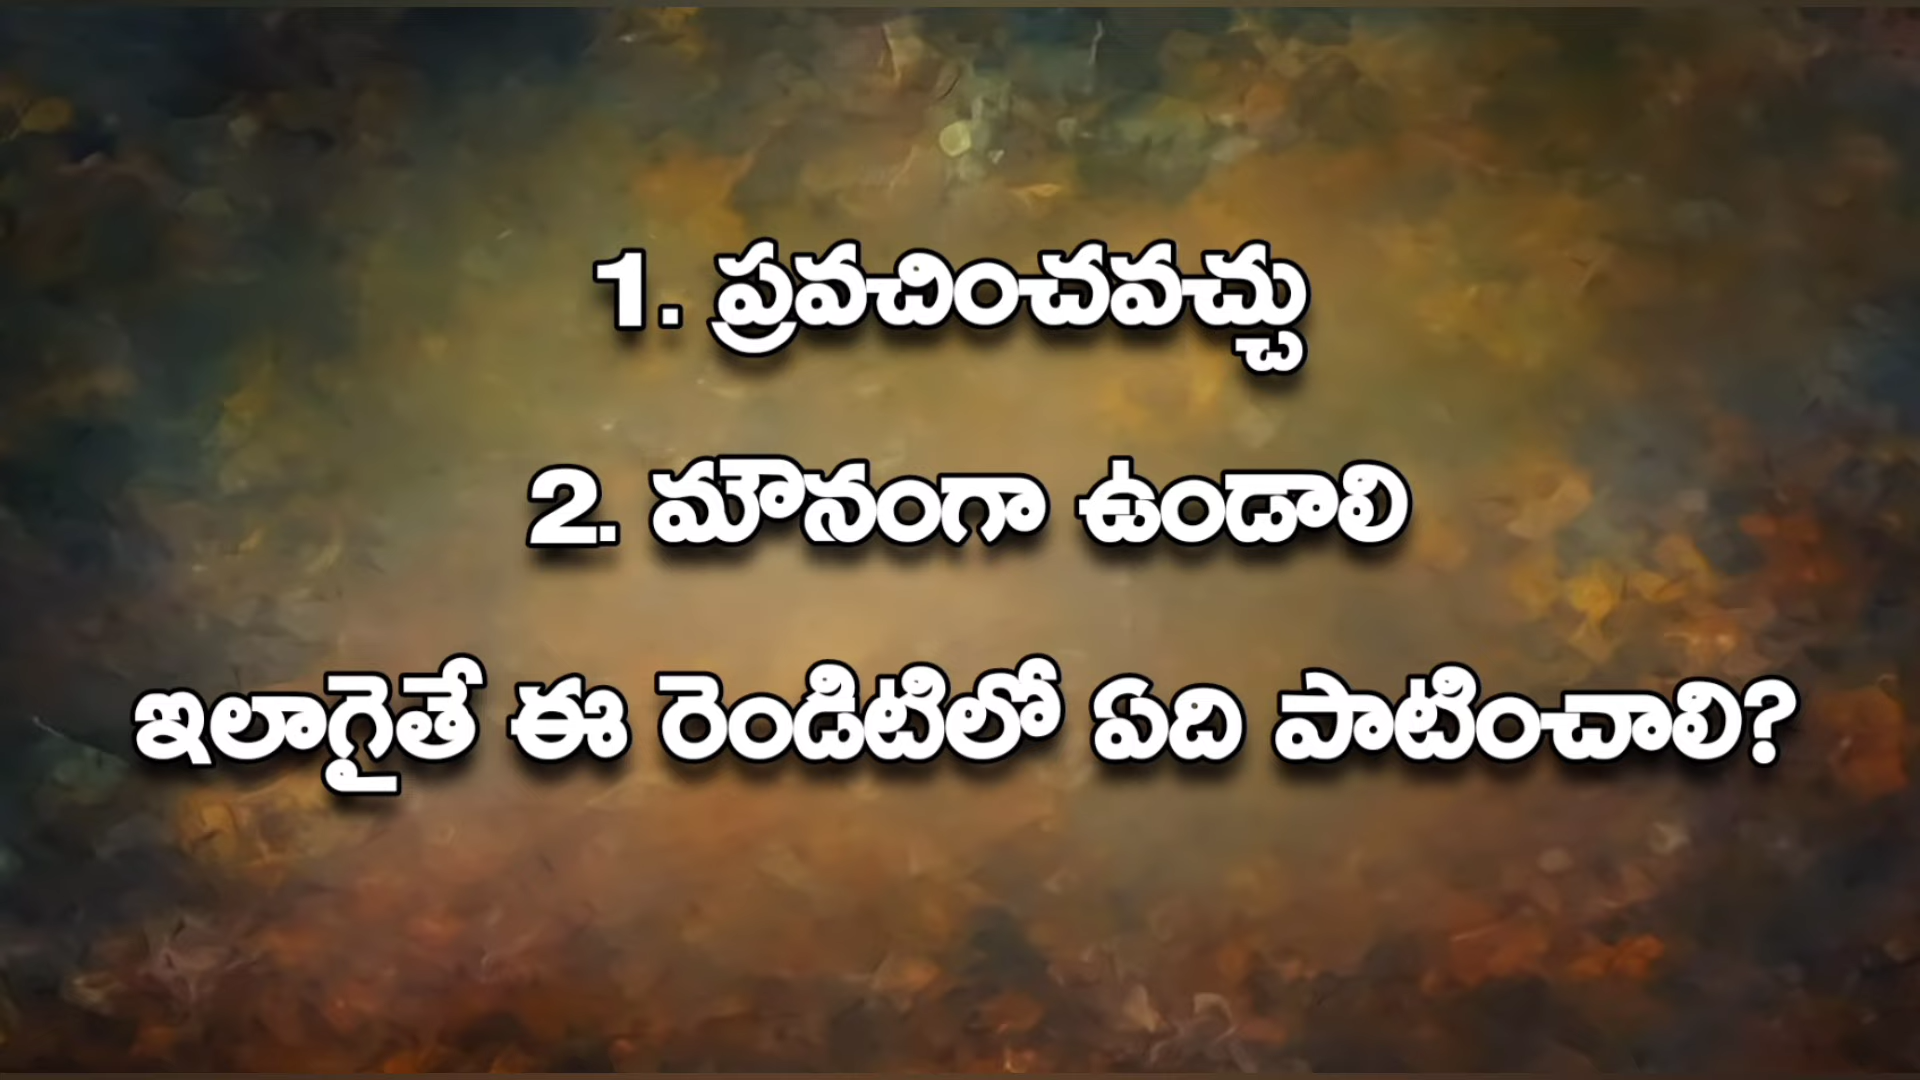 1. ప్రవచించవచ్చు
2. మౌనంగా ఉండాలి
ఇలాగైతే ఈ రెండిటిలో ఏది పాటించాలి?